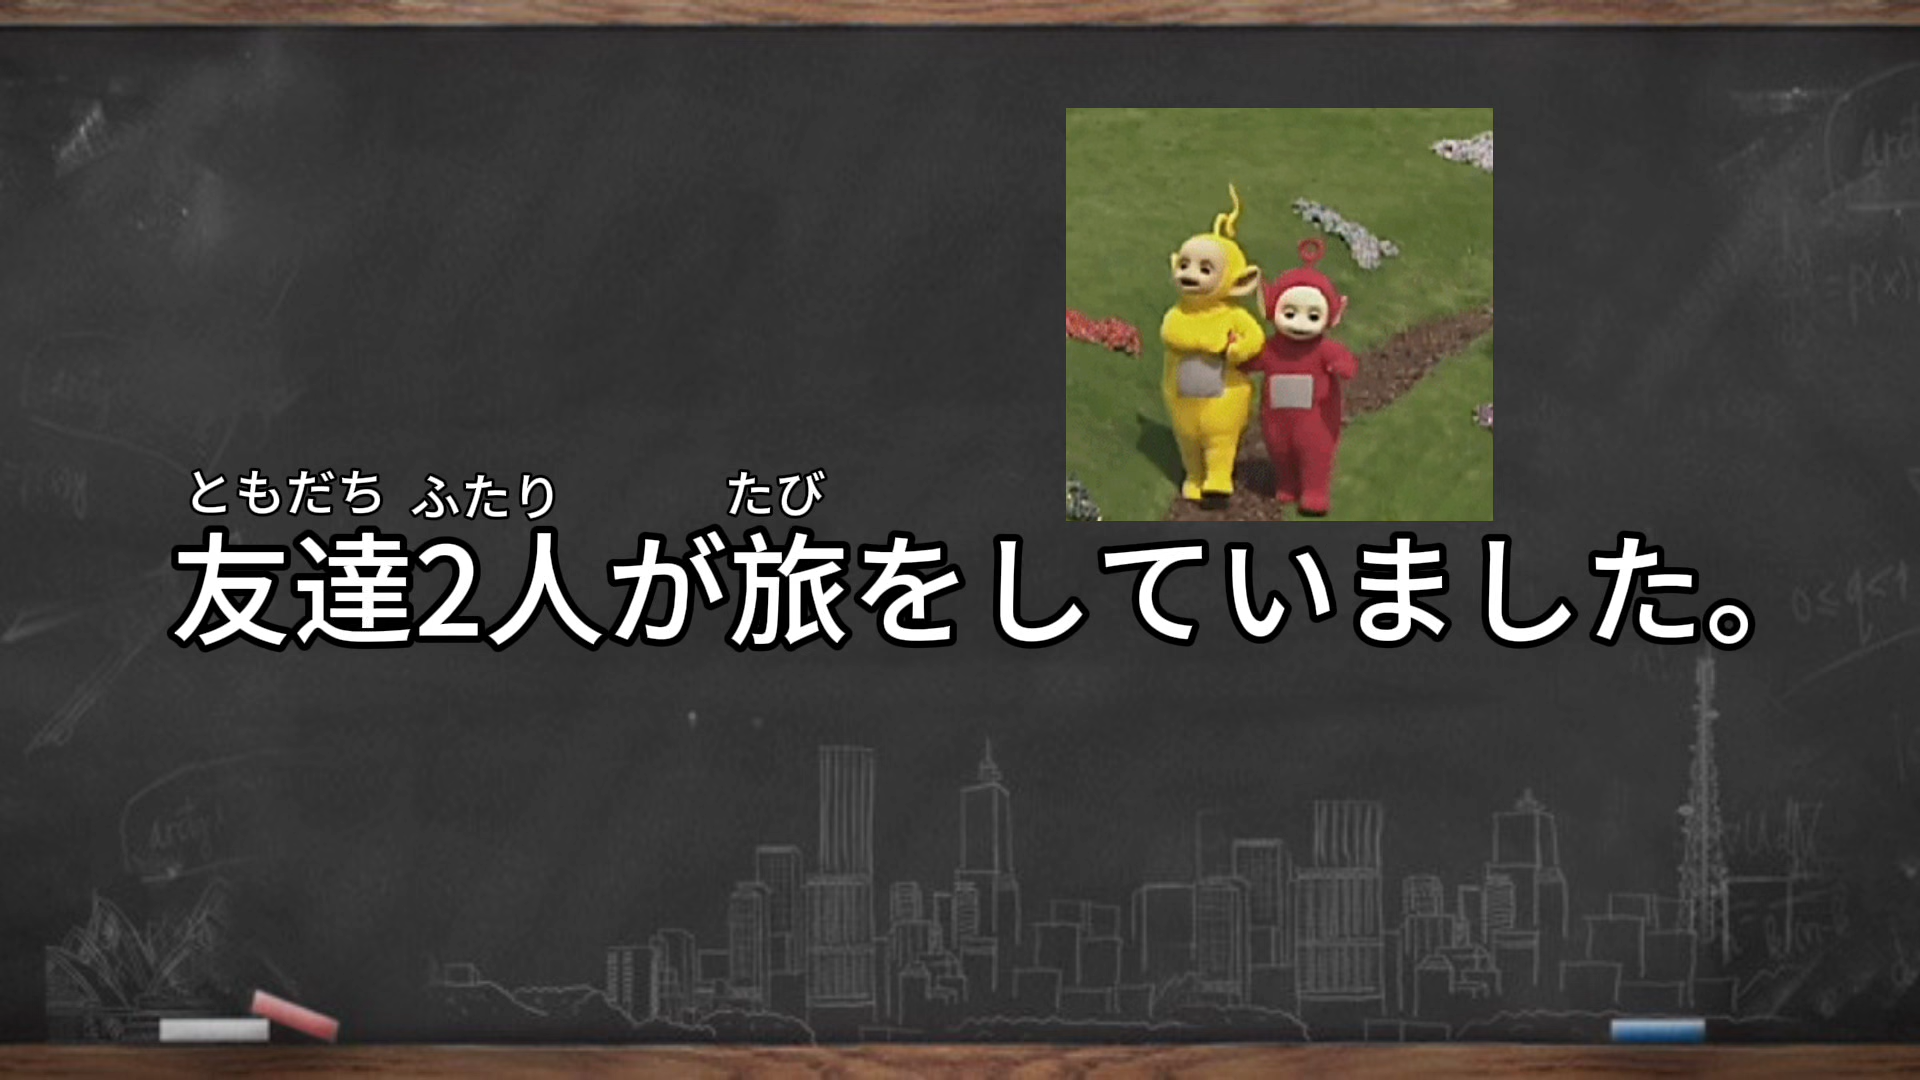 ともだち ふたり たび
友達2人が旅をしていました。